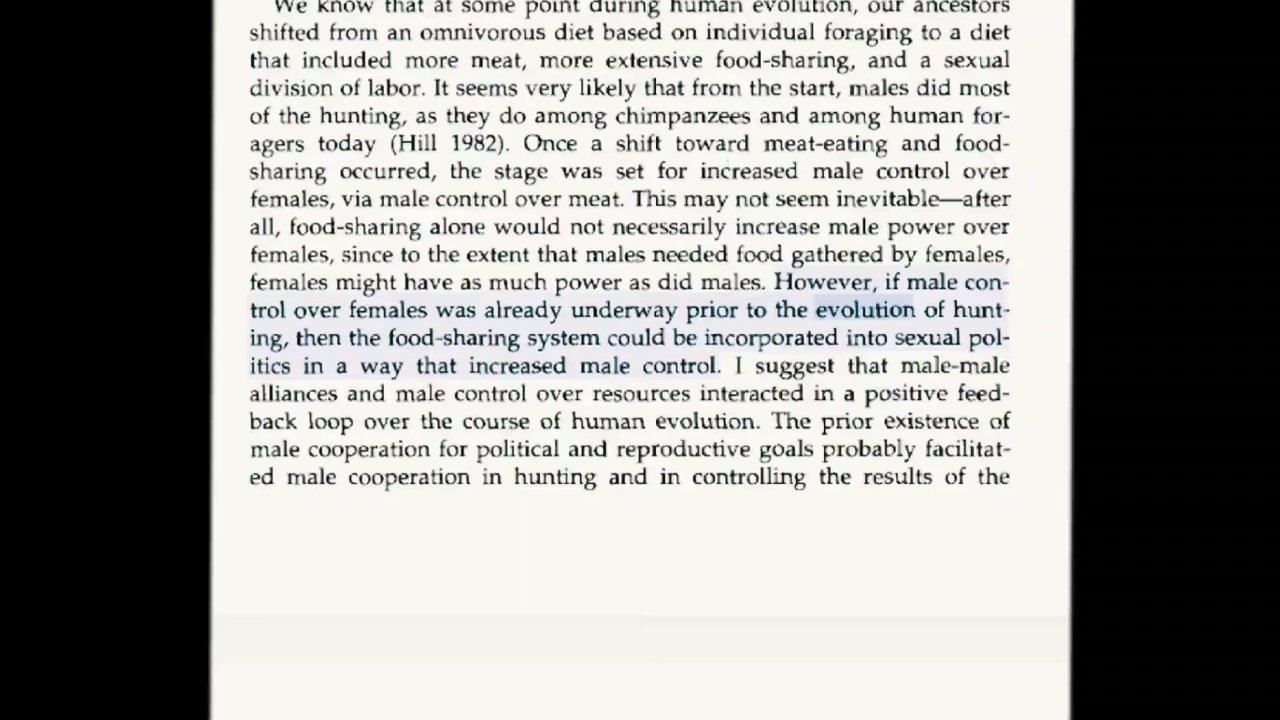 We know that at some point during human evolution, our ancestors
shifted from an omnivorous diet based on individual foraging to a diet
that included more meat, more extensive food-sharing, and a sexual
division of labor. It seems very likely that from the start, males did most
of the hunting, as they do among chimpanzees and among human for-
agers today (Hill 1982). Once a shift toward meat-eating and food-
sharing occurred, the stage was set for increased male control over
females, via male control over meat. This may not seem inevitable—after
all, food-sharing alone would not necessarily increase male power over
females, since to the extent that males needed food gathered by females,
females might have as much power as did males. However, if male con-
trol over females was already underway prior to the evolution of hunt-
ing, then the food-sharing system could be incorporated into sexual pol-
itics in a way that increased male control. I suggest that male-male
alliances and male control over resources interacted in a positive feed-
back loop over the course of human evolution. The prior existence of
male cooperation for political and reproductive goals probably facilitat-
ed male cooperation in hunting and in controlling the results of the